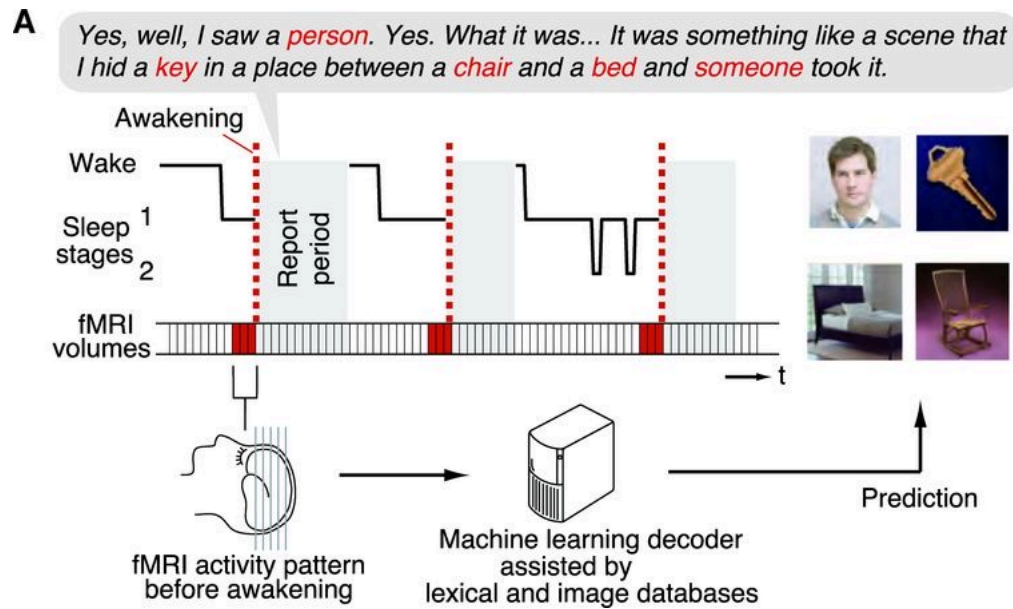 A
Yes, well, I saw a person. Yes. What it was... It was something like a scene that
I hid a key in a place between a chair and a bed and someone took it.
Awakening
Wake
Sleep stages
1
2
Report period
fMRI volumes
t
fMRI activity pattern
before awakening
Machine learning decoder
assisted by
lexical and image databases
Prediction